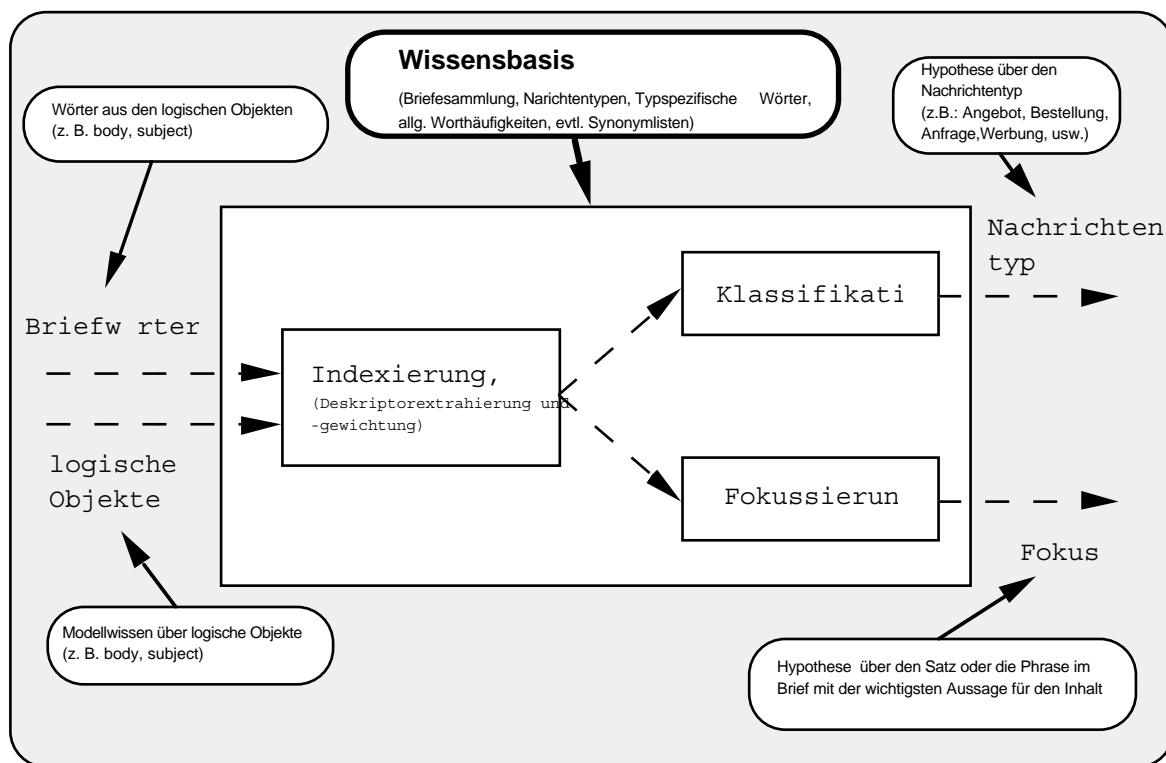 Wissensbasis
(Briefesammlung, Narichtentypen, Typspezifische Wörter,
allg. Worthäufigkeiten, evtl. Synonymlisten)
Wörter aus den logischen Objekten
(z. B. body, subject)
Hypothese über den
Nachrichtentyp
(z.B.: Angebot, Bestellung,
Anfrage,Werbung, usw.)
Nachrichten
typ
Briefw rter
Klassifikati
Indexierung,
(Deskriptorextrahierung und
-gewichtung)
logische
Objekte
Fokussierun
Fokus
Modellwissen über logische Objekte
(z. B. body, subject)
Hypothese über den Satz oder die Phrase im
Brief mit der wichtigsten Aussage für den Inhalt